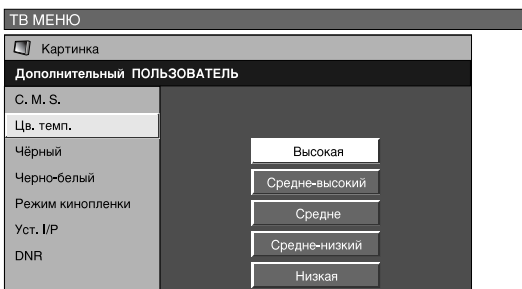 ТВ МЕНЮ
Картинка
Дополнительный ПОЛЬЗОВАТЕЛЬ
C. M. S.
Цв. темп.
Чёрный
Черно-белый
Режим кинопленки
Уст. I/P
DNR
Высокая
Средне-высокий
Средне
Средне-низкий
Низкая